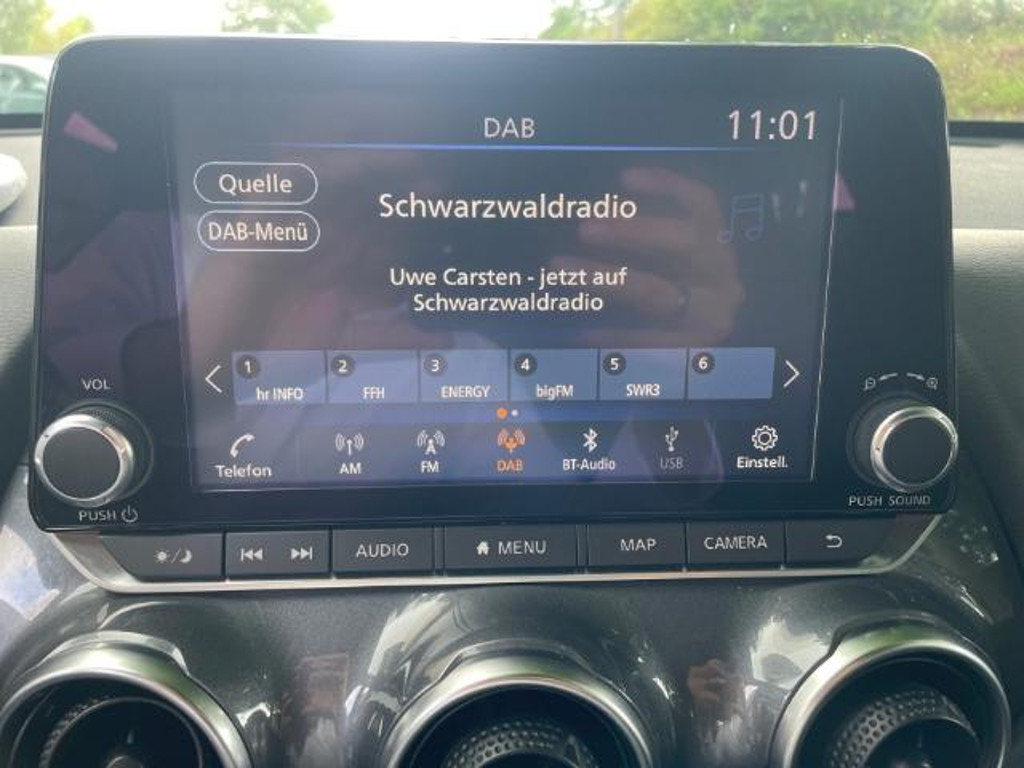 DAB
11:01
Quelle
DAB-Menü
Schwarzwaldradio
Uwe Carsten - jetzt auf
Schwarzwaldradio
1 2 3 4 5 6
hr INFO FFH ENERGY bigFM SWR3
VOL
Telefon AM FM DAB BT-Audio USB Einstell.
PUSH
PUSH SOUND
AUDIO MENU MAP CAMERA